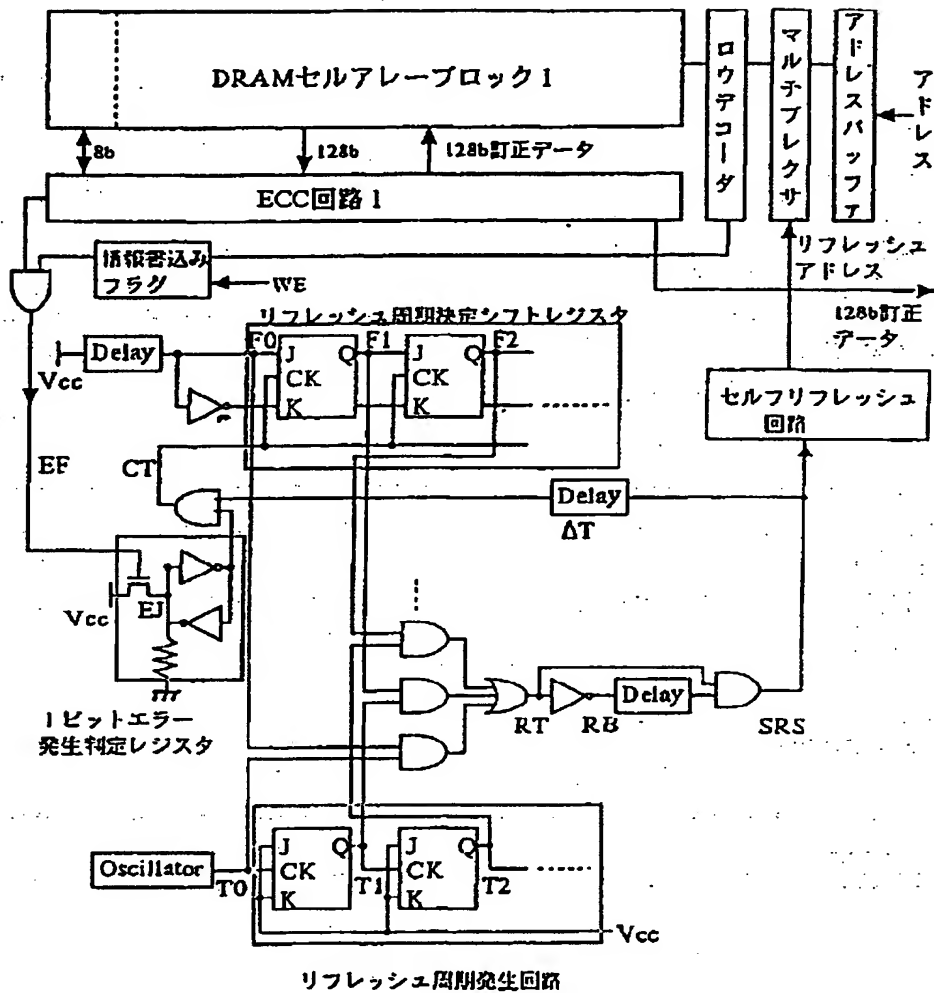 DRAMセルアレーブロック1
ロウデコーダ
マルチプレクサ
アドレスバッファ
アドレス
8b
128b
128b訂正データ
ECC回路1
情報書込み
フラグ
WE
リフレッシュ
アドレス
128b訂正
データ
リフレッシュ周期決定シフトレジスタ
Vcc
Delay
F0
J
Q
CK
K
F1
J
Q
CK
K
F2
セルフリフレッシュ
回路
EF
CT
Delay
ΔT
Vcc
EJ
1ビットエラー
発生判定レジスタ
RT
RB
Delay
SRS
Oscillator
T0
J
Q
CK
K
T1
J
Q
CK
K
T2
Vcc
リフレッシュ周期発生回路